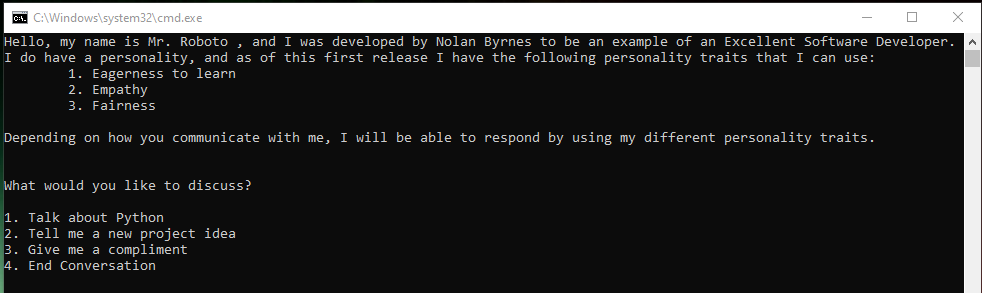 C:\Windows\system32\cmd.exe
Hello, my name is Mr. Roboto , and I was developed by Nolan Byrnes to be an example of an Excellent Software Developer.
I do have a personality, and as of this first release I have the following personality traits that I can use:
1. Eagerness to learn
2. Empathy
3. Fairness
Depending on how you communicate with me, I will be able to respond by using my different personality traits.
What would you like to discuss?
1. Talk about Python
2. Tell me a new project idea
3. Give me a compliment
4. End Conversation